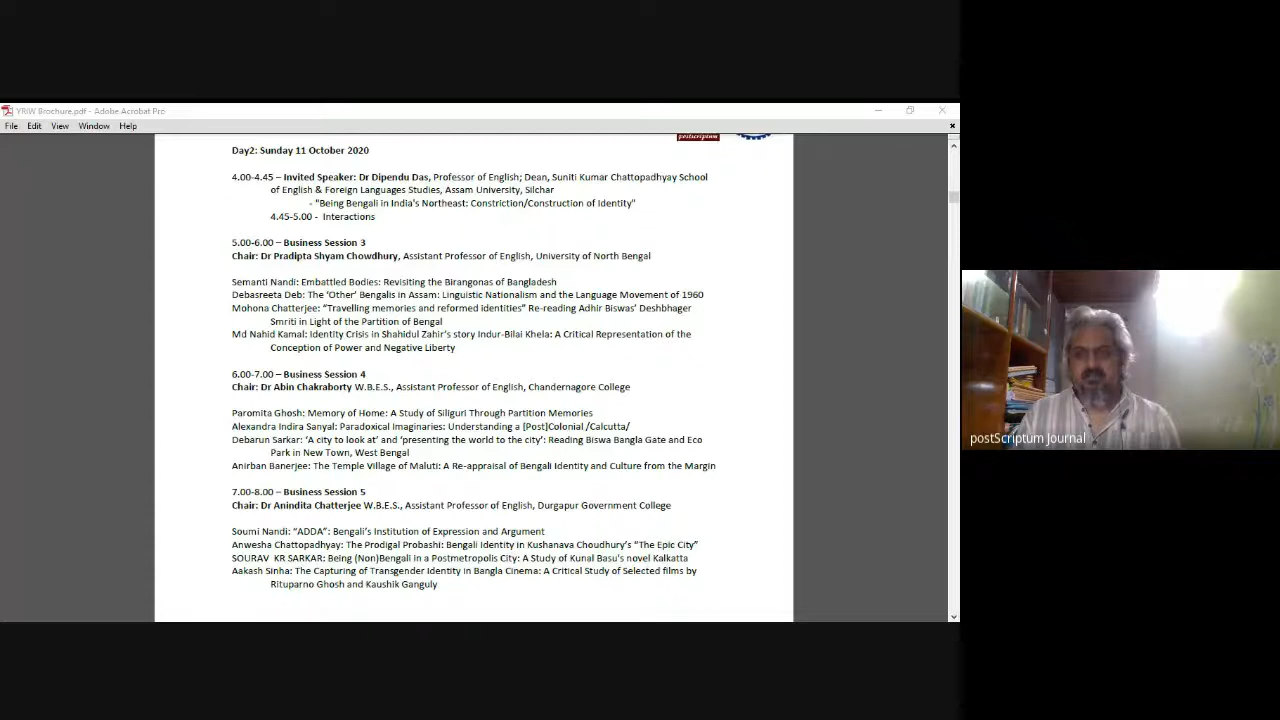 YRIW Brochure.pdf - Adobe Acrobat Pro
File Edit View Window Help
postscriptum
Day2: Sunday 11 October 2020
4.00-4.45 – Invited Speaker: Dr Dipendu Das, Professor of English; Dean, Suniti Kumar Chattopadhyay School
of English & Foreign Languages Studies, Assam University, Silchar
- "Being Bengali in India's Northeast: Constriction/Construction of Identity"
4.45-5.00 - Interactions
5.00-6.00 – Business Session 3
Chair: Dr Pradipta Shyam Chowdhury, Assistant Professor of English, University of North Bengal
Semanti Nandi: Embattled Bodies: Revisiting the Birangonas of Bangladesh
Debasreeta Deb: The ‘Other’ Bengalis in Assam: Linguistic Nationalism and the Language Movement of 1960
Mohona Chatterjee: “Travelling memories and reformed identities” Re-reading Adhir Biswas’ Deshbhager
Smriti in Light of the Partition of Bengal
Md Nahid Kamal: Identity Crisis in Shahidul Zahir’s story Indur-Bilai Khela: A Critical Representation of the
Conception of Power and Negative Liberty
6.00-7.00 – Business Session 4
Chair: Dr Abin Chakraborty W.B.E.S., Assistant Professor of English, Chandernagore College
Paromita Ghosh: Memory of Home: A Study of Siliguri Through Partition Memories
Alexandra Indira Sanyal: Paradoxical Imaginaries: Understanding a [Post]Colonial /Calcutta/
Debarun Sarkar: ‘A city to look at’ and ‘presenting the world to the city’: Reading Biswa Bangla Gate and Eco
Park in New Town, West Bengal
Anirban Banerjee: The Temple Village of Maluti: A Re-appraisal of Bengali Identity and Culture from the Margin
7.00-8.00 – Business Session 5
Chair: Dr Anindita Chatterjee W.B.E.S., Assistant Professor of English, Durgapur Government College
Soumi Nandi: “ADDA”: Bengali’s Institution of Expression and Argument
Anwesha Chattopadhyay: The Prodigal Probashi: Bengali Identity in Kushanava Choudhury’s “The Epic City”
SOURAV KR SARKAR: Being (Non)Bengali in a Postmetropolis City: A Study of Kunal Basu's novel Kalkatta
Aakash Sinha: The Capturing of Transgender Identity in Bangla Cinema: A Critical Study of Selected films by
Rituparno Ghosh and Kaushik Ganguly
postScriptum Journal